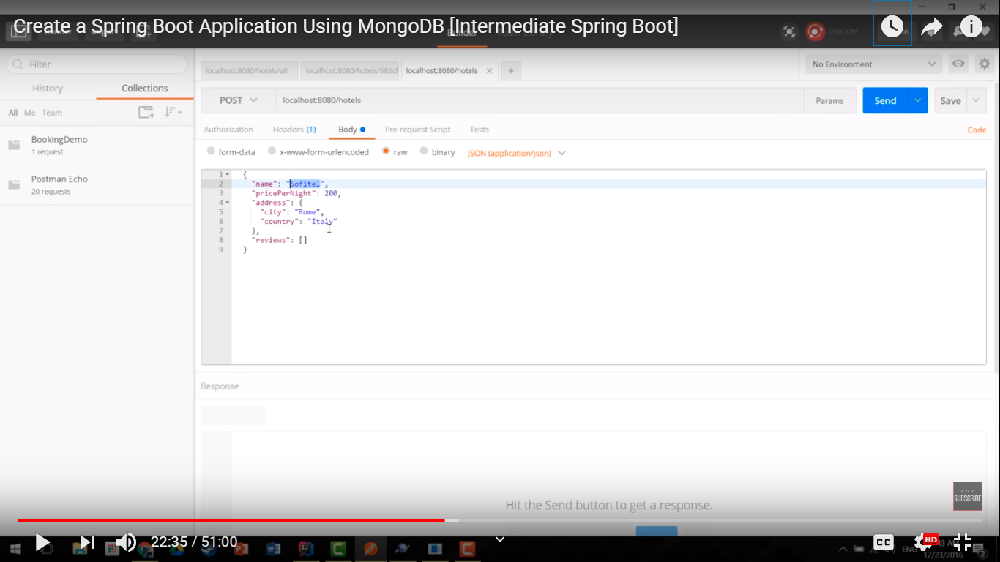 Create a Spring Boot Application Using MongoDB [Intermediate Spring Boot]
Runner Import
Builder
SYNC OFF
Filter
History Collections
All Me Team
BookingDemo
1 request
Postman Echo
20 requests
localhost:8080/hotels/all localhost:8080/hotels/585cf localhost:8080/hotels × +
No Environment
POST localhost:8080/hotels Params Send Save
Authorization Headers (1) Body Pre-request Script Tests Code
form-data x-www-form-urlencoded raw binary JSON (application/json)
1 {
2 "name": "Sofitel",
3 "pricePerNight": 200,
4 "address": {
5 "city": "Rome",
6 "country": "Italy"
7 },
8 "reviews": []
9 }
Response
Hit the Send button to get a response.
SUBSCRIBE
22:35 / 51:00
CC HD
ENG
12/23/2016
2